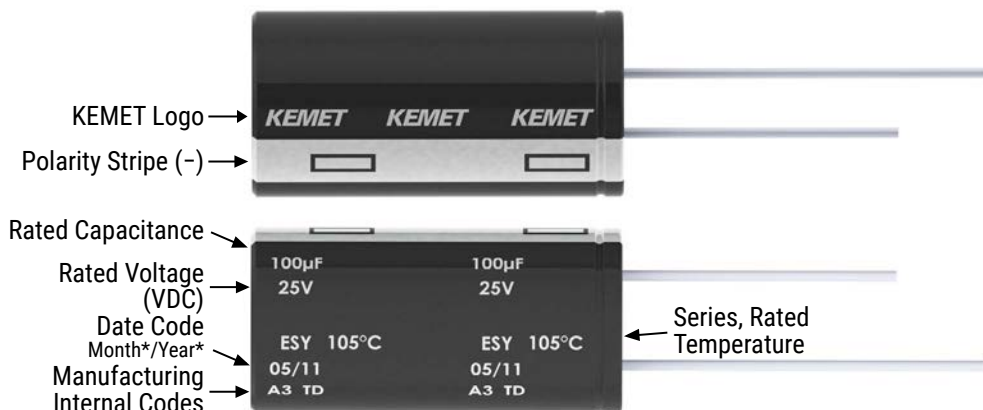 KEMET Logo
KEMET KEMET KEMET
Polarity Stripe (–)
Rated Capacitance
100µF 100µF
Rated Voltage
(VDC)
25V 25V
Date Code
Month*/Year*
ESY 105°C ESY 105°C
Series, Rated
Temperature
05/11 05/11
Manufacturing
Internal Codes
A3 TD A3 TD